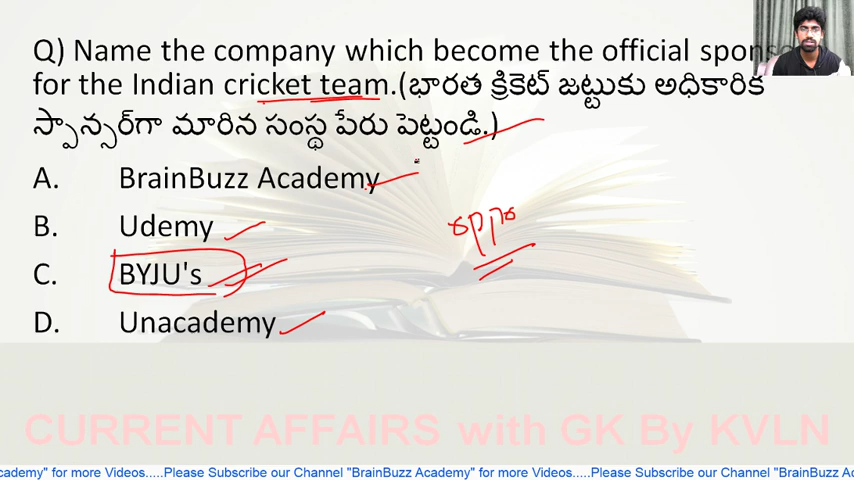 Q) Name the company which become the official spons
for the Indian cricket team.(భారత క్రికెట్ జట్టుకు అధికారిక
స్పాన్సర్‌గా మారిన సంస్థ పేరు పెట్టండి.)
A. BrainBuzz Academy
B. Udemy
C. BYJU's
D. Unacademy
oppo
CURRENT AFFAIRS with GK By KVLN
cademy" for more Videos.....Please Subscribe our Channel "BrainBuzz Academy" for more Videos.....Please Subscribe our Channel "BrainBuzz Ac